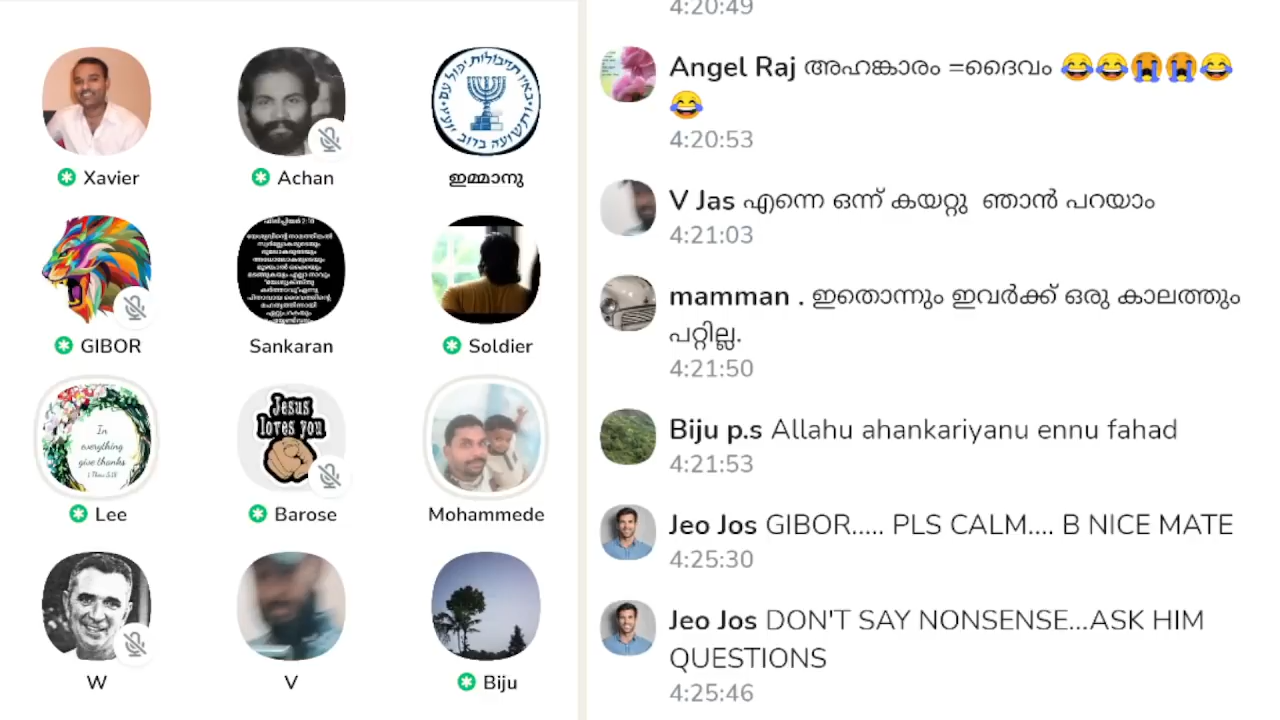 Xavier
Achan
ഇമ്മാനു
GIBOR
Sankaran
Soldier
In
everything
give thanks
Jesus
loves you
Lee
Barose
Mohammede
W
V
Biju
4:20:49
Angel Raj അഹങ്കാരം =ദൈവം 😂😂😭😭😂
😂
4:20:53
V Jas എന്നെ ഒന്ന് കയറ്റു ഞാൻ പറയാം
4:21:03
mamman . ഇതൊന്നും ഇവർക്ക് ഒരു കാലത്തും
പറ്റില്ല.
4:21:50
Biju p.s Allahu ahankariyanu ennu fahad
4:21:53
Jeo Jos GIBOR..... PLS CALM.... B NICE MATE
4:25:30
Jeo Jos DON'T SAY NONSENSE...ASK HIM
QUESTIONS
4:25:46